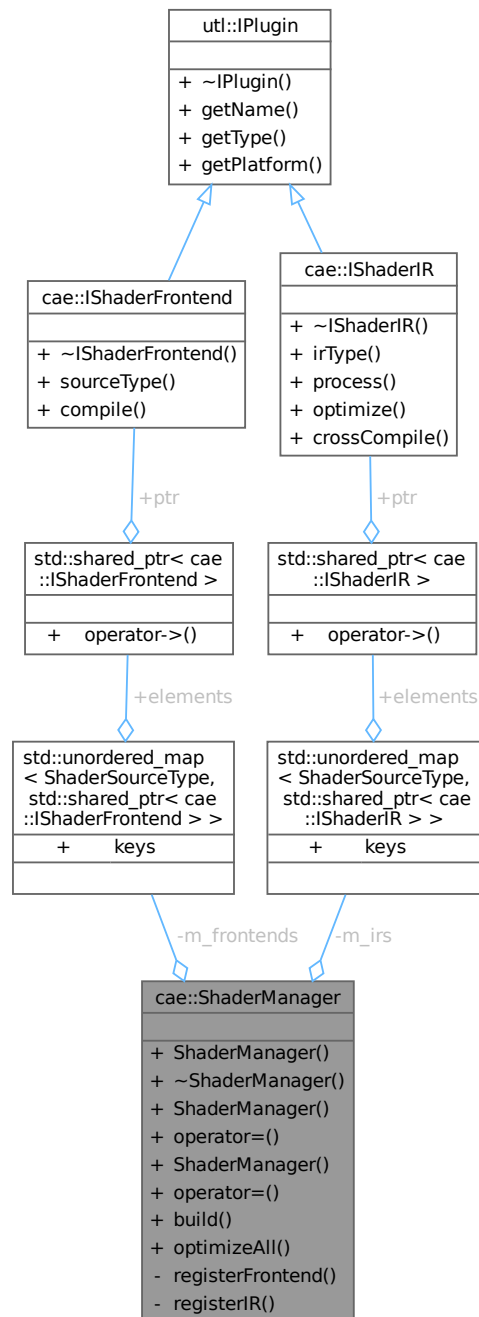 utl::IPlugin
+ ~IPlugin()
+ getName()
+ getType()
+ getPlatform()
cae::IShaderFrontend
+ ~IShaderFrontend()
+ sourceType()
+ compile()
cae::IShaderIR
+ ~IShaderIR()
+ irType()
+ process()
+ optimize()
+ crossCompile()
+ptr
+ptr
std::shared_ptr< cae
::IShaderFrontend >
+ operator->()
std::shared_ptr< cae
::IShaderIR >
+ operator->()
+elements
+elements
std::unordered_map
< ShaderSourceType,
std::shared_ptr< cae
::IShaderFrontend > >
+ keys
std::unordered_map
< ShaderSourceType,
std::shared_ptr< cae
::IShaderIR > >
+ keys
-m_frontends
-m_irs
cae::ShaderManager
+ ShaderManager()
+ ~ShaderManager()
+ ShaderManager()
+ operator=()
+ ShaderManager()
+ operator=()
+ build()
+ optimizeAll()
- registerFrontend()
- registerIR()